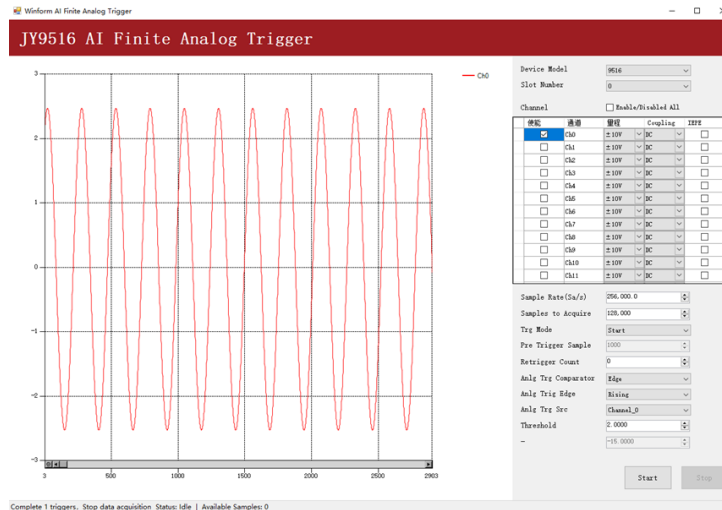 Winform AI Finite Analog Trigger
JY9516 AI Finite Analog Trigger
Ch0
3
2
1
0
-1
-2
-3
3
500
1000
1500
2000
2500
2903
Device Model 9516
Slot Number 0
Channel Enable/Disabled All
使能 通道 量程 Coupling IEPE
Ch0 ±10V DC
Ch1 ±10V DC
Ch2 ±10V DC
Ch3 ±10V DC
Ch4 ±10V DC
Ch5 ±10V DC
Ch6 ±10V DC
Ch7 ±10V DC
Ch8 ±10V DC
Ch9 ±10V DC
Ch10 ±10V DC
Ch11 ±10V DC
Sample Rate(Sa/s) 256,000.0
Samples to Acquire 128,000
Trg Mode Start
Pre Trigger Sample 1000
Retrigger Count 0
Anlg Trg Comparator Edge
Anlg Trig Edge Rising
Anlg Trg Src Channel_0
Threshold 2.0000
- -15.0000
Start Stop
Complete 1 triggers. Stop data acquisition Status: Idle | Available Samples: 0